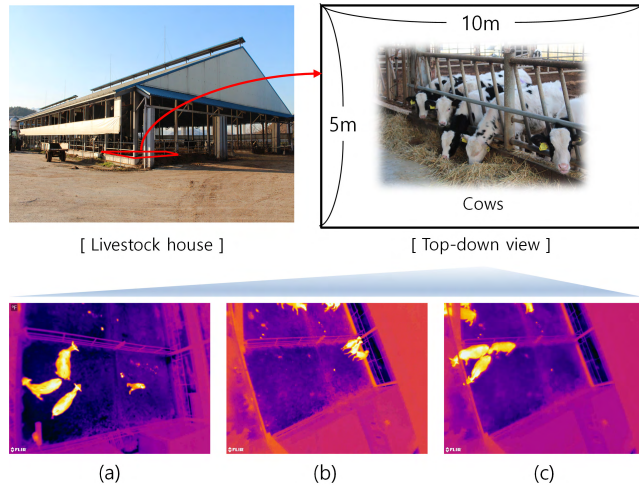 10m
5m
Cows
[ Livestock house ]
[ Top-down view ]
FLIR
FLIR
FLIR
(a)
(b)
(c)